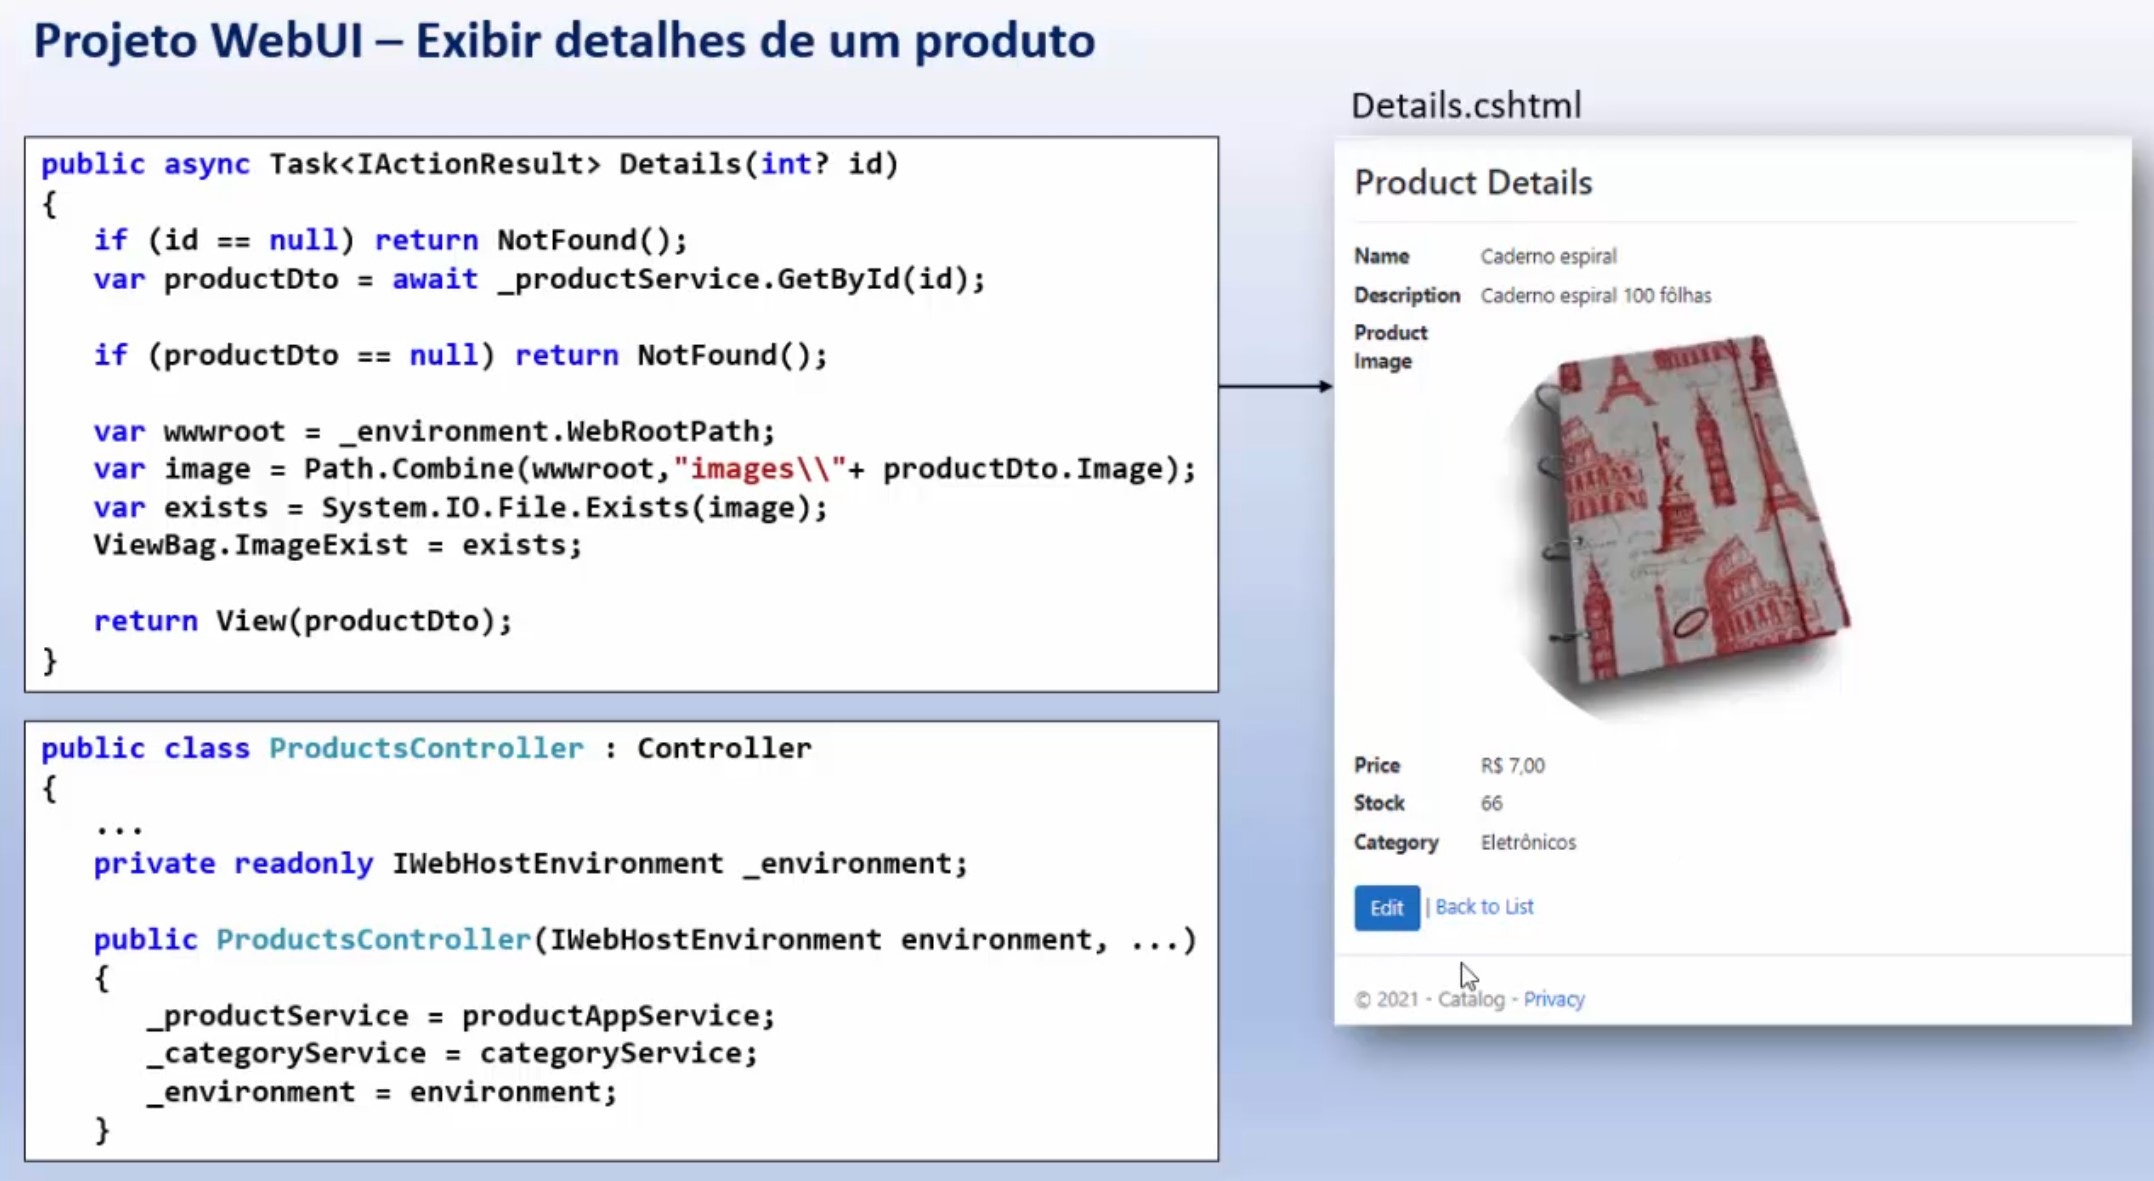 Projeto WebUI – Exibir detalhes de um produto
public async Task<IActionResult> Details(int? id)
{
if (id == null) return NotFound();
var productDto = await _productService.GetById(id);
if (productDto == null) return NotFound();
var wwwroot = _environment.WebRootPath;
var image = Path.Combine(wwwroot,"images\\"+ productDto.Image);
var exists = System.IO.File.Exists(image);
ViewBag.ImageExist = exists;
return View(productDto);
}
public class ProductsController : Controller
{
...
private readonly IWebHostEnvironment _environment;
public ProductsController(IWebHostEnvironment environment, ...)
{
_productService = productAppService;
_categoryService = categoryService;
_environment = environment;
}
Details.cshtml
Product Details
Name Caderno espiral
Description Caderno espiral 100 fôlhas
Product
Image
Price R$ 7,00
Stock 66
Category Eletrônicos
Edit | Back to List
© 2021 - Catalog - Privacy